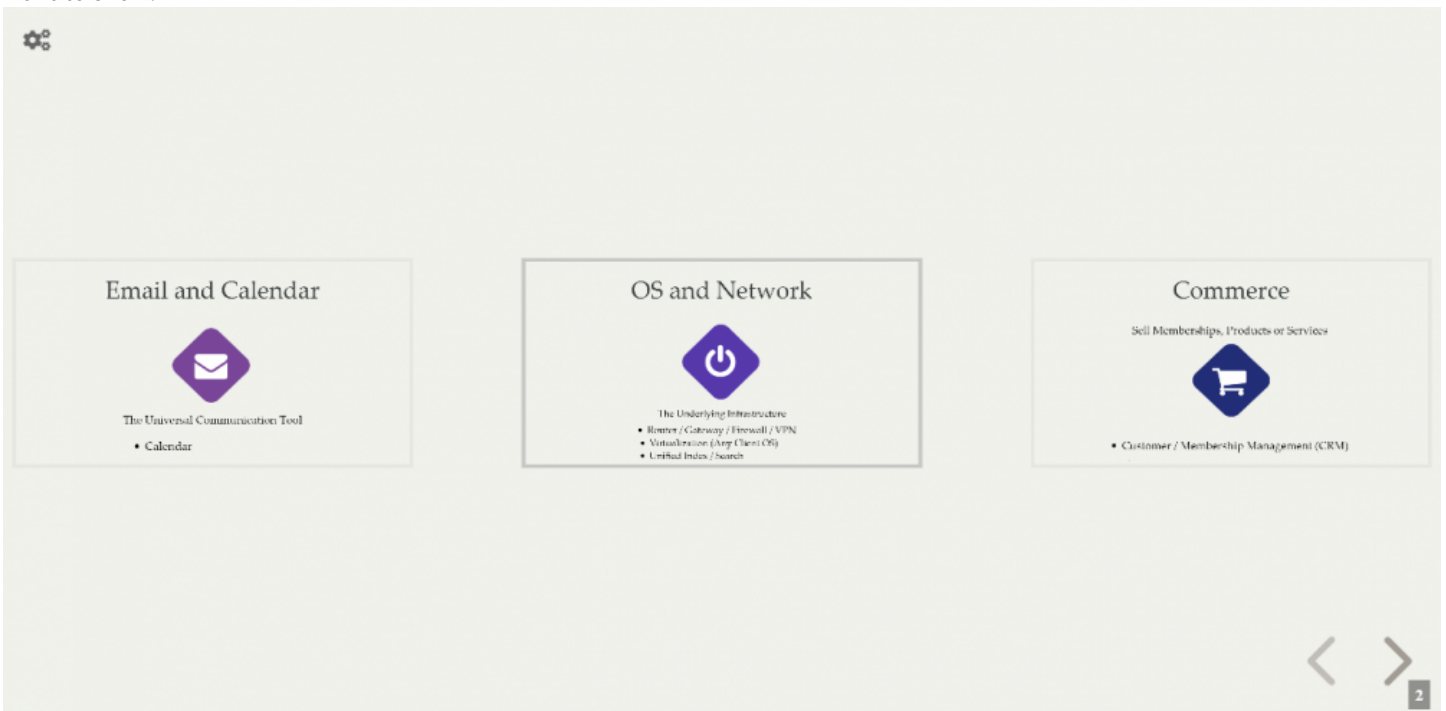 Email and Calendar
The Universal Communication Tool
• Calendar
OS and Network
The Underlying Infrastructure
• Router / Gateway / Firewall / VPN
• Virtualization (Any Client OS)
• Unified Index / Search
Commerce
Sell Memberships, Products or Services
• Customer / Membership Management (CRM)
2